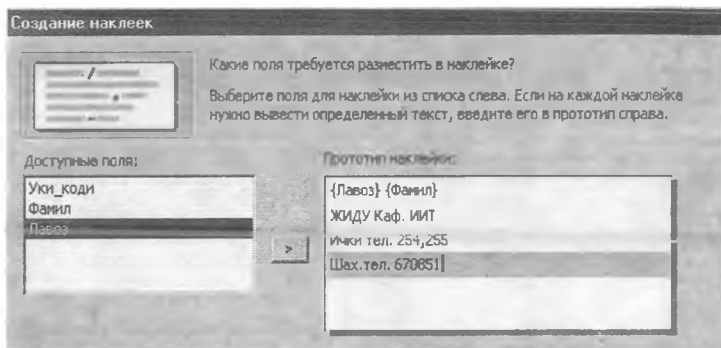 Создание наклеек
Какие поля требуется разместить в наклейке?
Выберите поля для наклейки из списка слева. Если на каждой наклейке
нужно вывести определенный текст, введите его в прототип справа.
Доступные поля:
Уки_коди
Фамил
Лавоз
>
Прототип наклейки:
{Лавоз} {Фамил}
ЖИДУ Каф. ИИТ
Ички тел. 254,255
Шах.тел. 670851